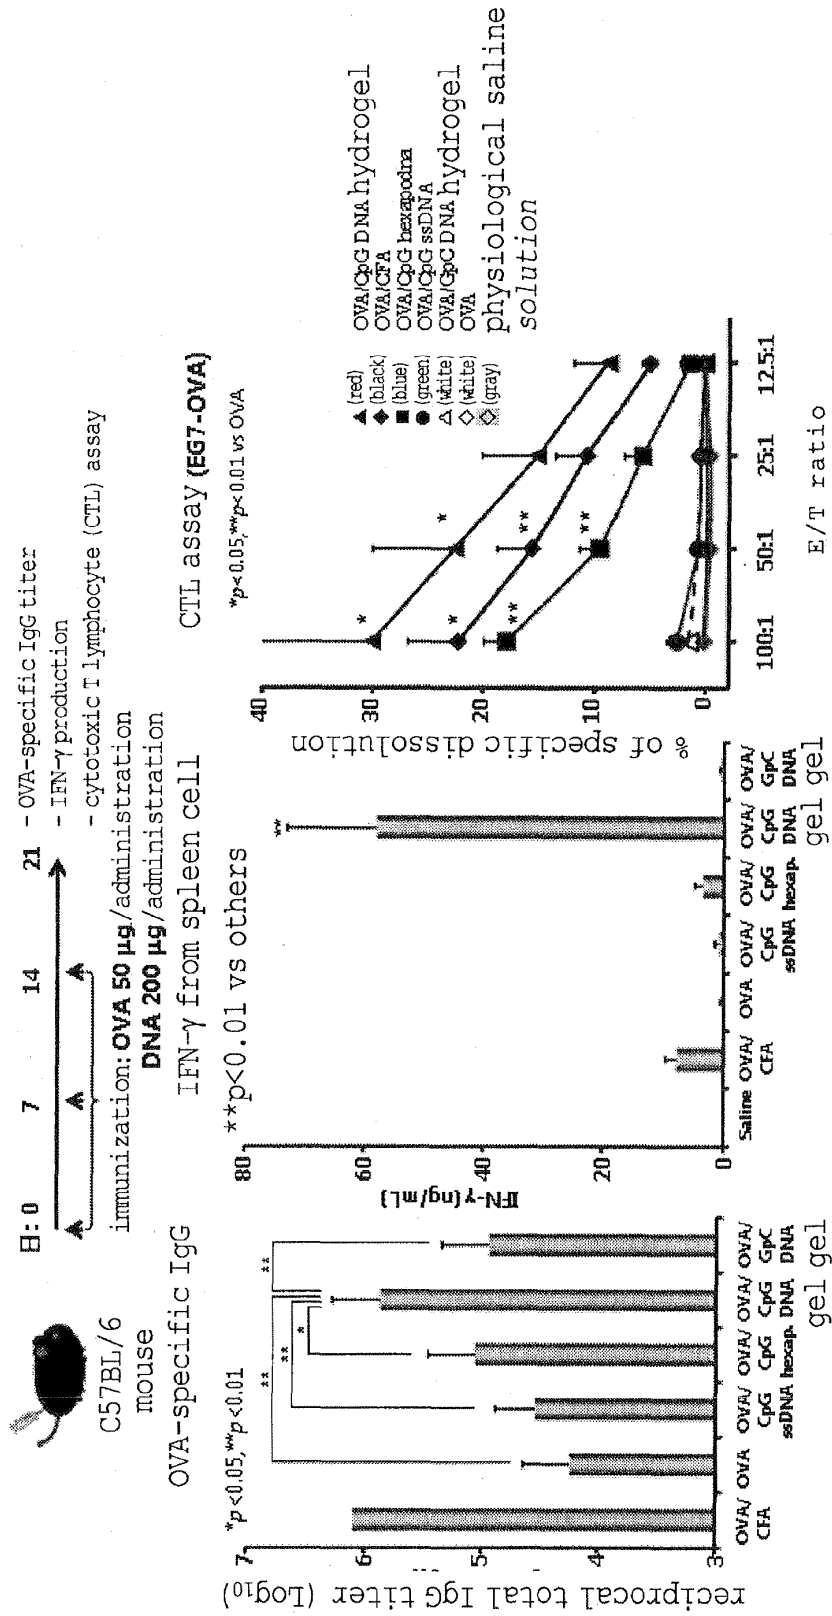 日: 0 7 14 21
- OVA-specific IgG titer
- IFN-γ production
- cytotoxic T lymphocyte (CTL) assay
immunization: OVA 50 μg/administration
DNA 200 μg/administration
C57BL/6
mouse
OVA-specific IgG
*p<0.05,**p<0.01
reciprocal total IgG titer (Log10)
7
6
5
4
3
**
**
**
*
OVA/ OVA OVA/ OVA/ OVA/ OVA/
CFA CpG CpG CpG GpC
ssDNA hexap. DNA DNA
gel gel
IFN-γ from spleen cell
**p<0.01 vs others
IFN-γ(ng/mL)
80
60
40
20
0
**
Saline OVA/ OVA OVA/ OVA/ OVA/ OVA/
CFA CpG CpG CpG GpC
ssDNA hexap. DNA DNA
gel gel
CTL assay (EG7-OVA)
*p<0.05,**p<0.01 vs OVA
% of specific dissolution
40
30
20
10
0
* *
* **
** **
100:1 50:1 25:1 12.5:1
E/T ratio
(red) OVA/CpG DNA hydrogel
(black) OVA/CFA
(blue) OVA/CpG hexapodna
(green) OVA/CpG ssDNA
(white) OVA/GpC DNA hydrogel
(white) OVA
(gray) physiological saline
solution